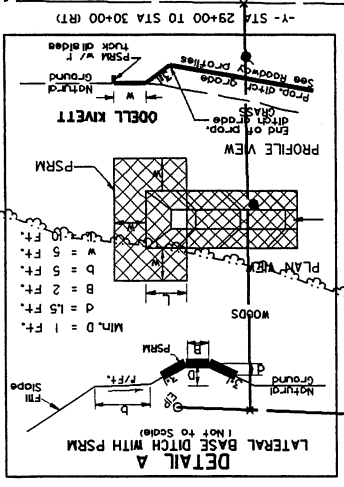 DETAIL A
LATERAL BASE DITCH WITH PSRM
( Not to Scale)
Natural
Ground
Fill
Slope
b
1"/Ft.
D
d
B
PSRM
Min. D = 1 Ft.
d = 1.5 Ft.
B = 2 Ft.
b = 5 Ft.
w = 5 Ft.
L = 10 Ft.
WOODS
PLAN VIEW
L
w
w
w
PSRM
PROFILE VIEW
GRASS
End of prop.
ditch grade
Prop. ditch grade
See Roadway profiles
ODELL KIVETT
w
Natural
Ground
PSRM w/ 1'
tuck all sides
-Y- STA 29+00 TO STA 30+00 (RT)